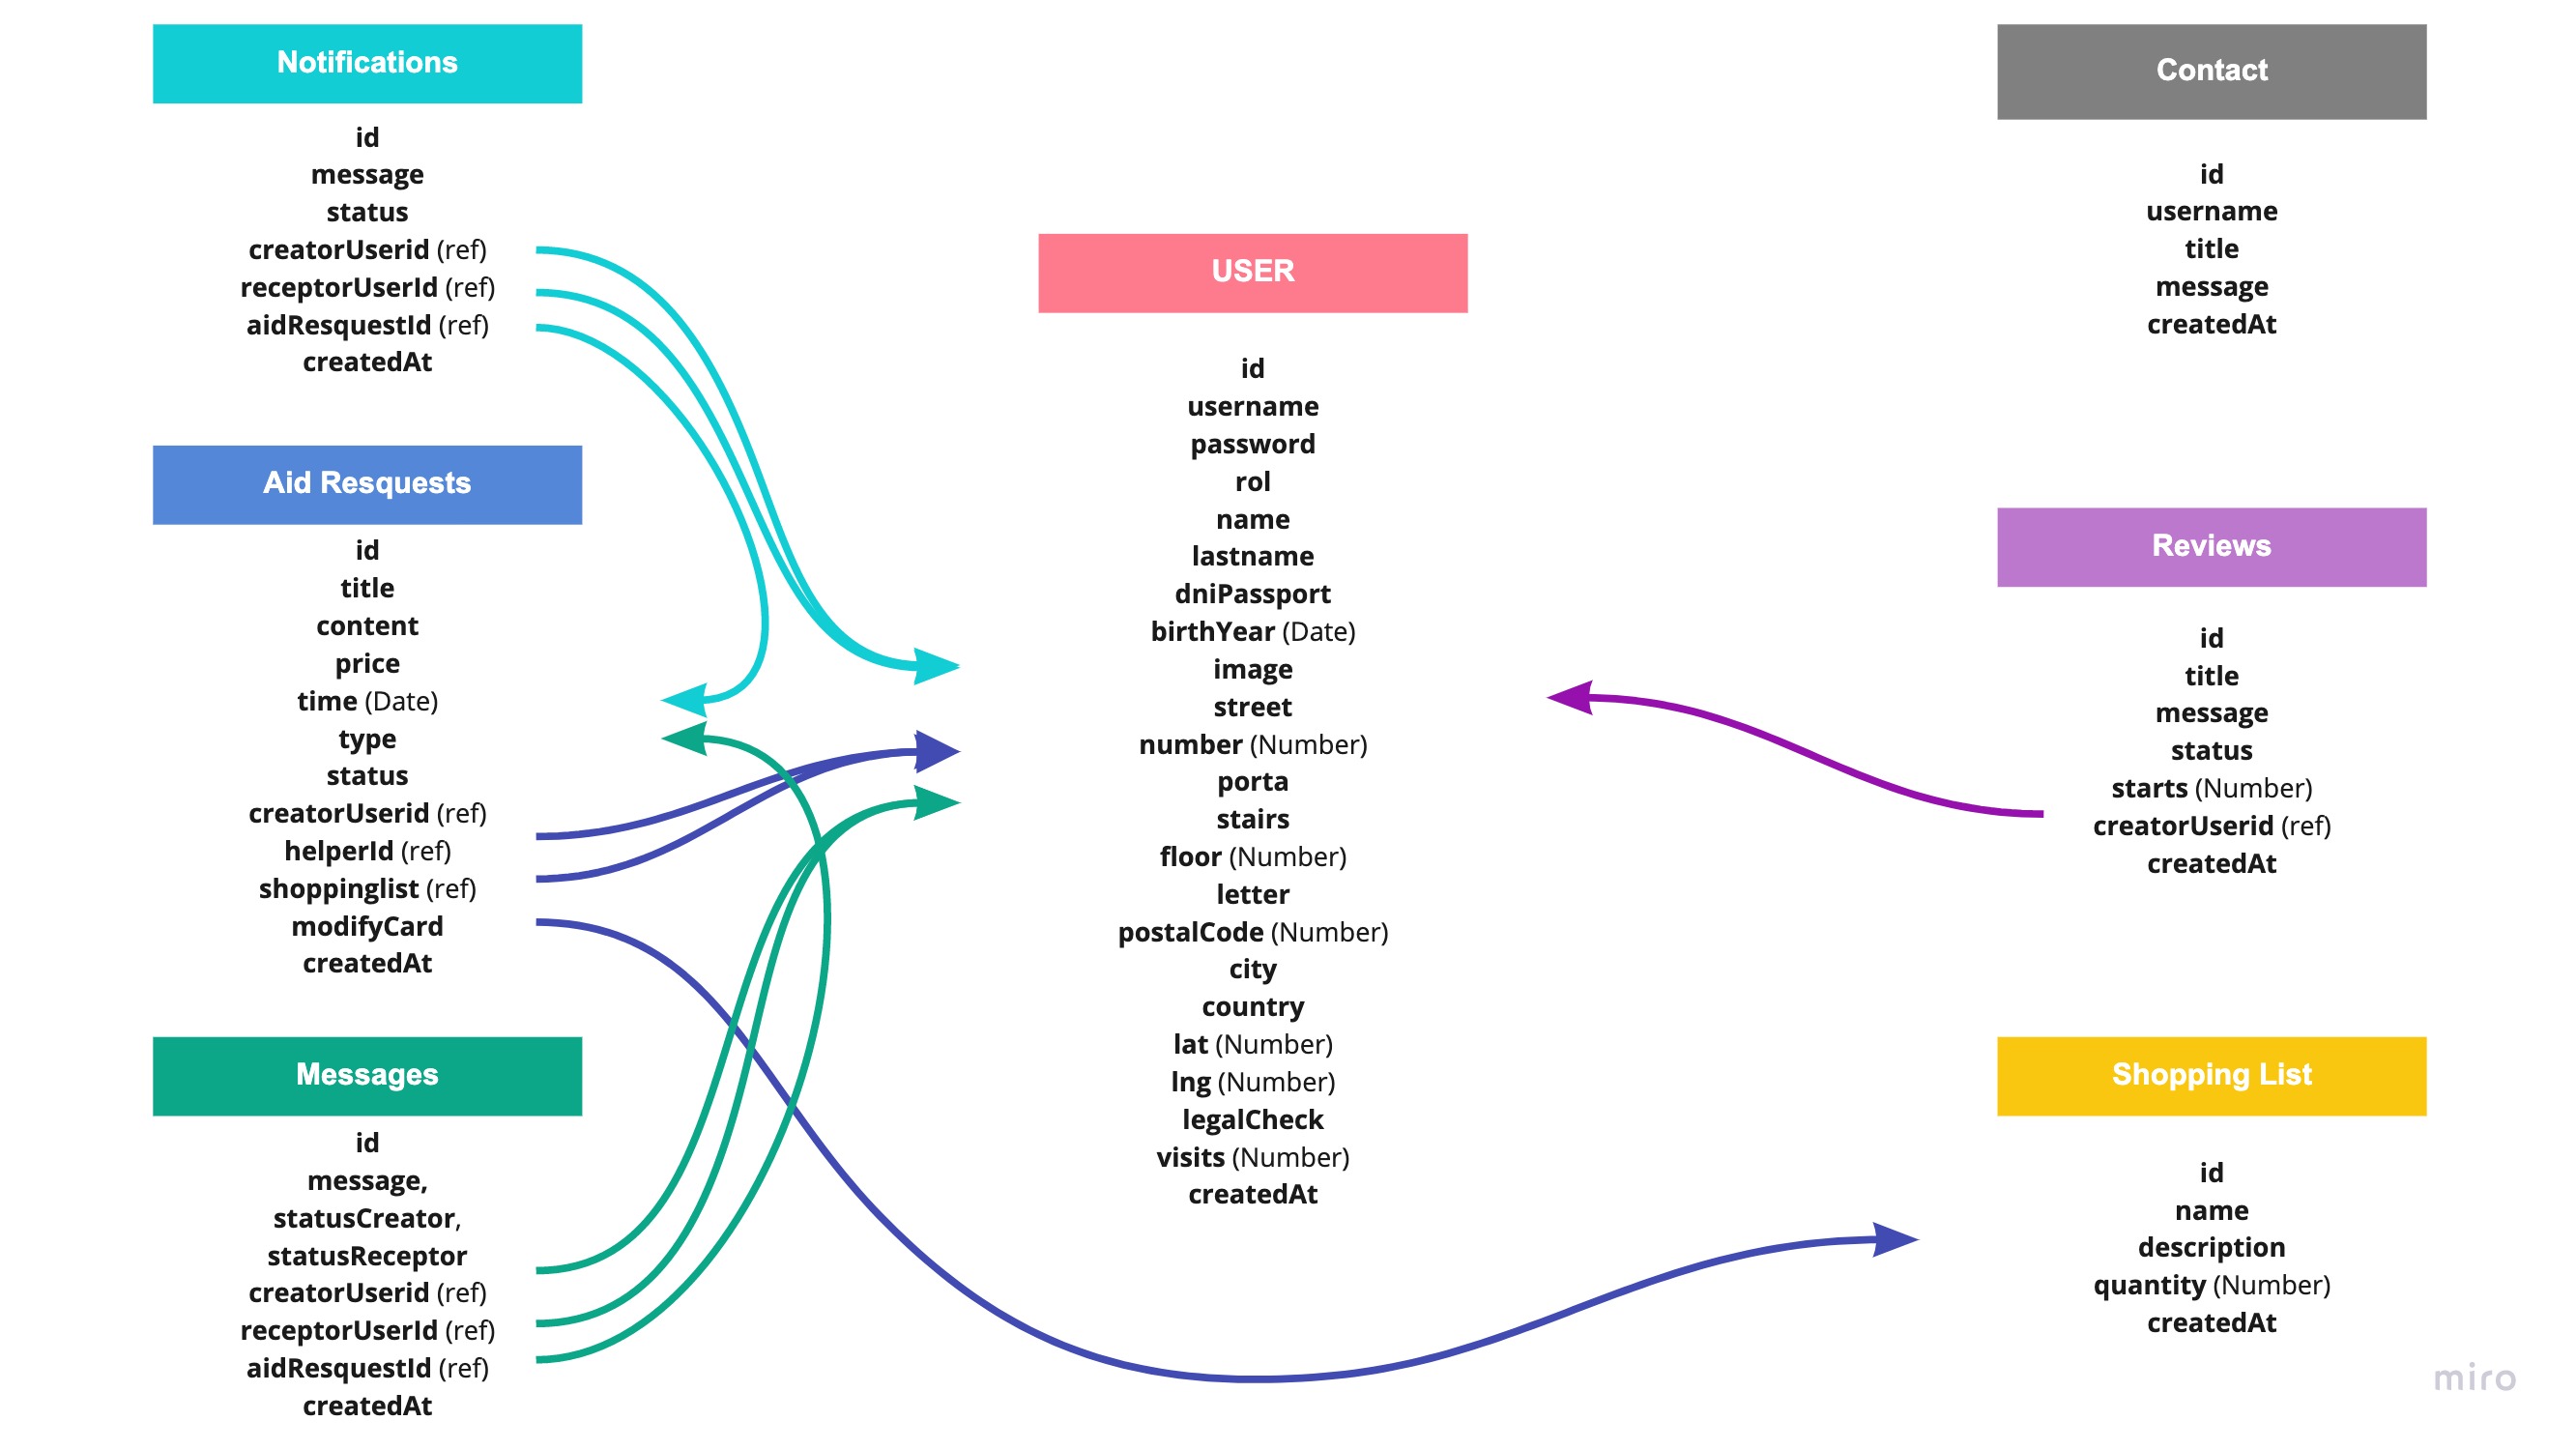 Notifications
id
message
status
creatorUserid (ref)
receptorUserId (ref)
aidResquestId (ref)
createdAt
Aid Resquests
id
title
content
price
time (Date)
type
status
creatorUserid (ref)
helperId (ref)
shoppinglist (ref)
modifyCard
createdAt
Messages
id
message,
statusCreator,
statusReceptor
creatorUserid (ref)
receptorUserId (ref)
aidResquestId (ref)
createdAt
USER
id
username
password
rol
name
lastname
dniPassport
birthYear (Date)
image
street
number (Number)
porta
stairs
floor (Number)
letter
postalCode (Number)
city
country
lat (Number)
lng (Number)
legalCheck
visits (Number)
createdAt
Contact
id
username
title
message
createdAt
Reviews
id
title
message
status
starts (Number)
creatorUserid (ref)
createdAt
Shopping List
id
name
description
quantity (Number)
createdAt
miro